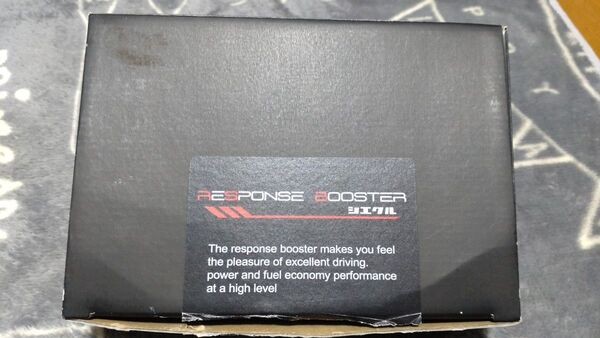 RESPONSE BOOSTER
シエクル
The response booster makes you feel
the pleasure of excellent driving.
power and fuel economy performance
at a high level